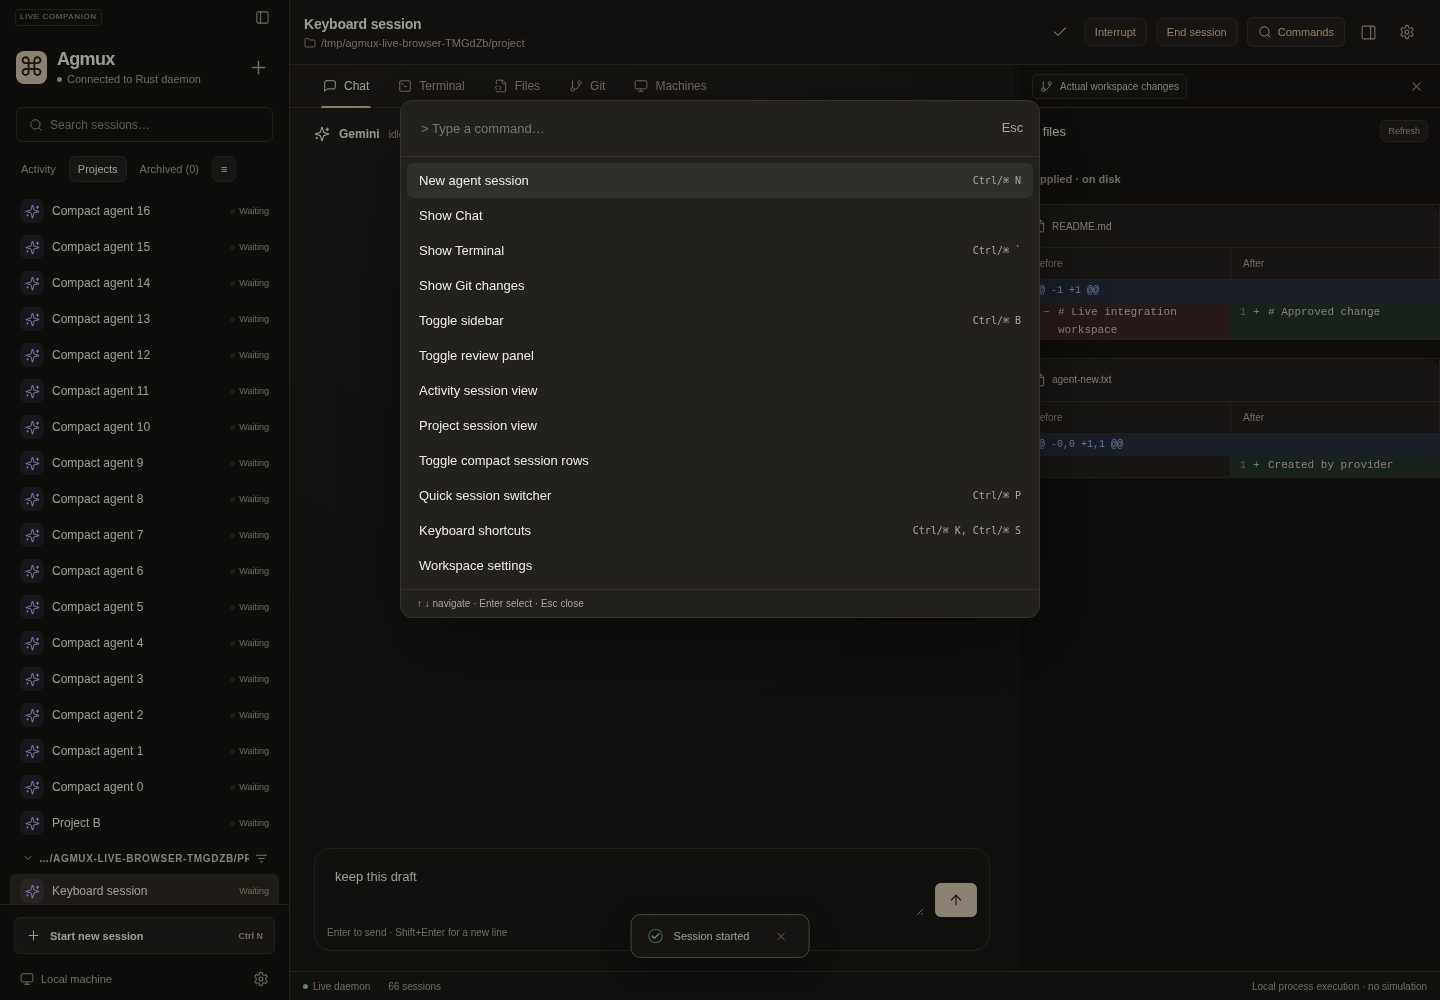 LIVE COMPANION
Agmux
Connected to Rust daemon
Search sessions…
Activity Projects Archived (0) ≡
Compact agent 16 Waiting
Compact agent 15 Waiting
Compact agent 14 Waiting
Compact agent 13 Waiting
Compact agent 12 Waiting
Compact agent 11 Waiting
Compact agent 10 Waiting
Compact agent 9 Waiting
Compact agent 8 Waiting
Compact agent 7 Waiting
Compact agent 6 Waiting
Compact agent 5 Waiting
Compact agent 4 Waiting
Compact agent 3 Waiting
Compact agent 2 Waiting
Compact agent 1 Waiting
Compact agent 0 Waiting
Project B Waiting
.../AGMUX-LIVE-BROWSER-TMGDZB/PR
Keyboard session Waiting
Start new session Ctrl N
Local machine
Keyboard session
/tmp/agmux-live-browser-TMGdZb/project
Interrupt End session Commands
Chat Terminal Files Git Machines
Gemini idle
> Type a command… Esc
New agent session Ctrl/⌘ N
Show Chat
Show Terminal Ctrl/⌘ `
Show Git changes
Toggle sidebar Ctrl/⌘ B
Toggle review panel
Activity session view
Project session view
Toggle compact session rows
Quick session switcher Ctrl/⌘ P
Keyboard shortcuts Ctrl/⌘ K, Ctrl/⌘ S
Workspace settings
↑ ↓ navigate · Enter select · Esc close
Actual workspace changes
files Refresh
pplied · on disk
README.md
efore After
@ -1 +1 @@
− # Live integration 1 + # Approved change
workspace
agent-new.txt
efore After
@ -0,0 +1,1 @@
1 + Created by provider
keep this draft
Enter to send · Shift+Enter for a new line
Session started
Live daemon 66 sessions
Local process execution · no simulation